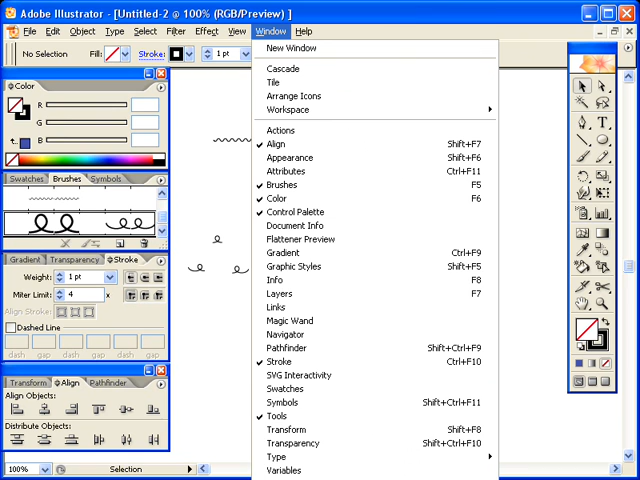 Adobe Illustrator - [Untitled-2 @ 100% (RGB/Preview) ]
File Edit Object Type Select Filter Effect View Window Help
No Selection Fill: Stroke: 1 pt
New Window
Cascade
Tile
Arrange Icons
Workspace
Actions
Align Shift+F7
Appearance Shift+F6
Attributes Ctrl+F11
Brushes F5
Color F6
Control Palette
Document Info
Flattener Preview
Gradient Ctrl+F9
Graphic Styles Shift+F5
Info F8
Layers F7
Links
Magic Wand
Navigator
Pathfinder Shift+Ctrl+F9
Stroke Ctrl+F10
SVG Interactivity
Swatches
Symbols Shift+Ctrl+F11
Tools
Transform Shift+F8
Transparency Shift+Ctrl+F10
Type
Variables
Color
R
G
B
Swatches Brushes Symbols
Gradient Transparency Stroke
Weight: 1 pt
Miter Limit: 4 x
Align Stroke:
Dashed Line
dash gap dash gap dash gap
Transform Align Pathfinder
Align Objects:
Distribute Objects:
100% Selection